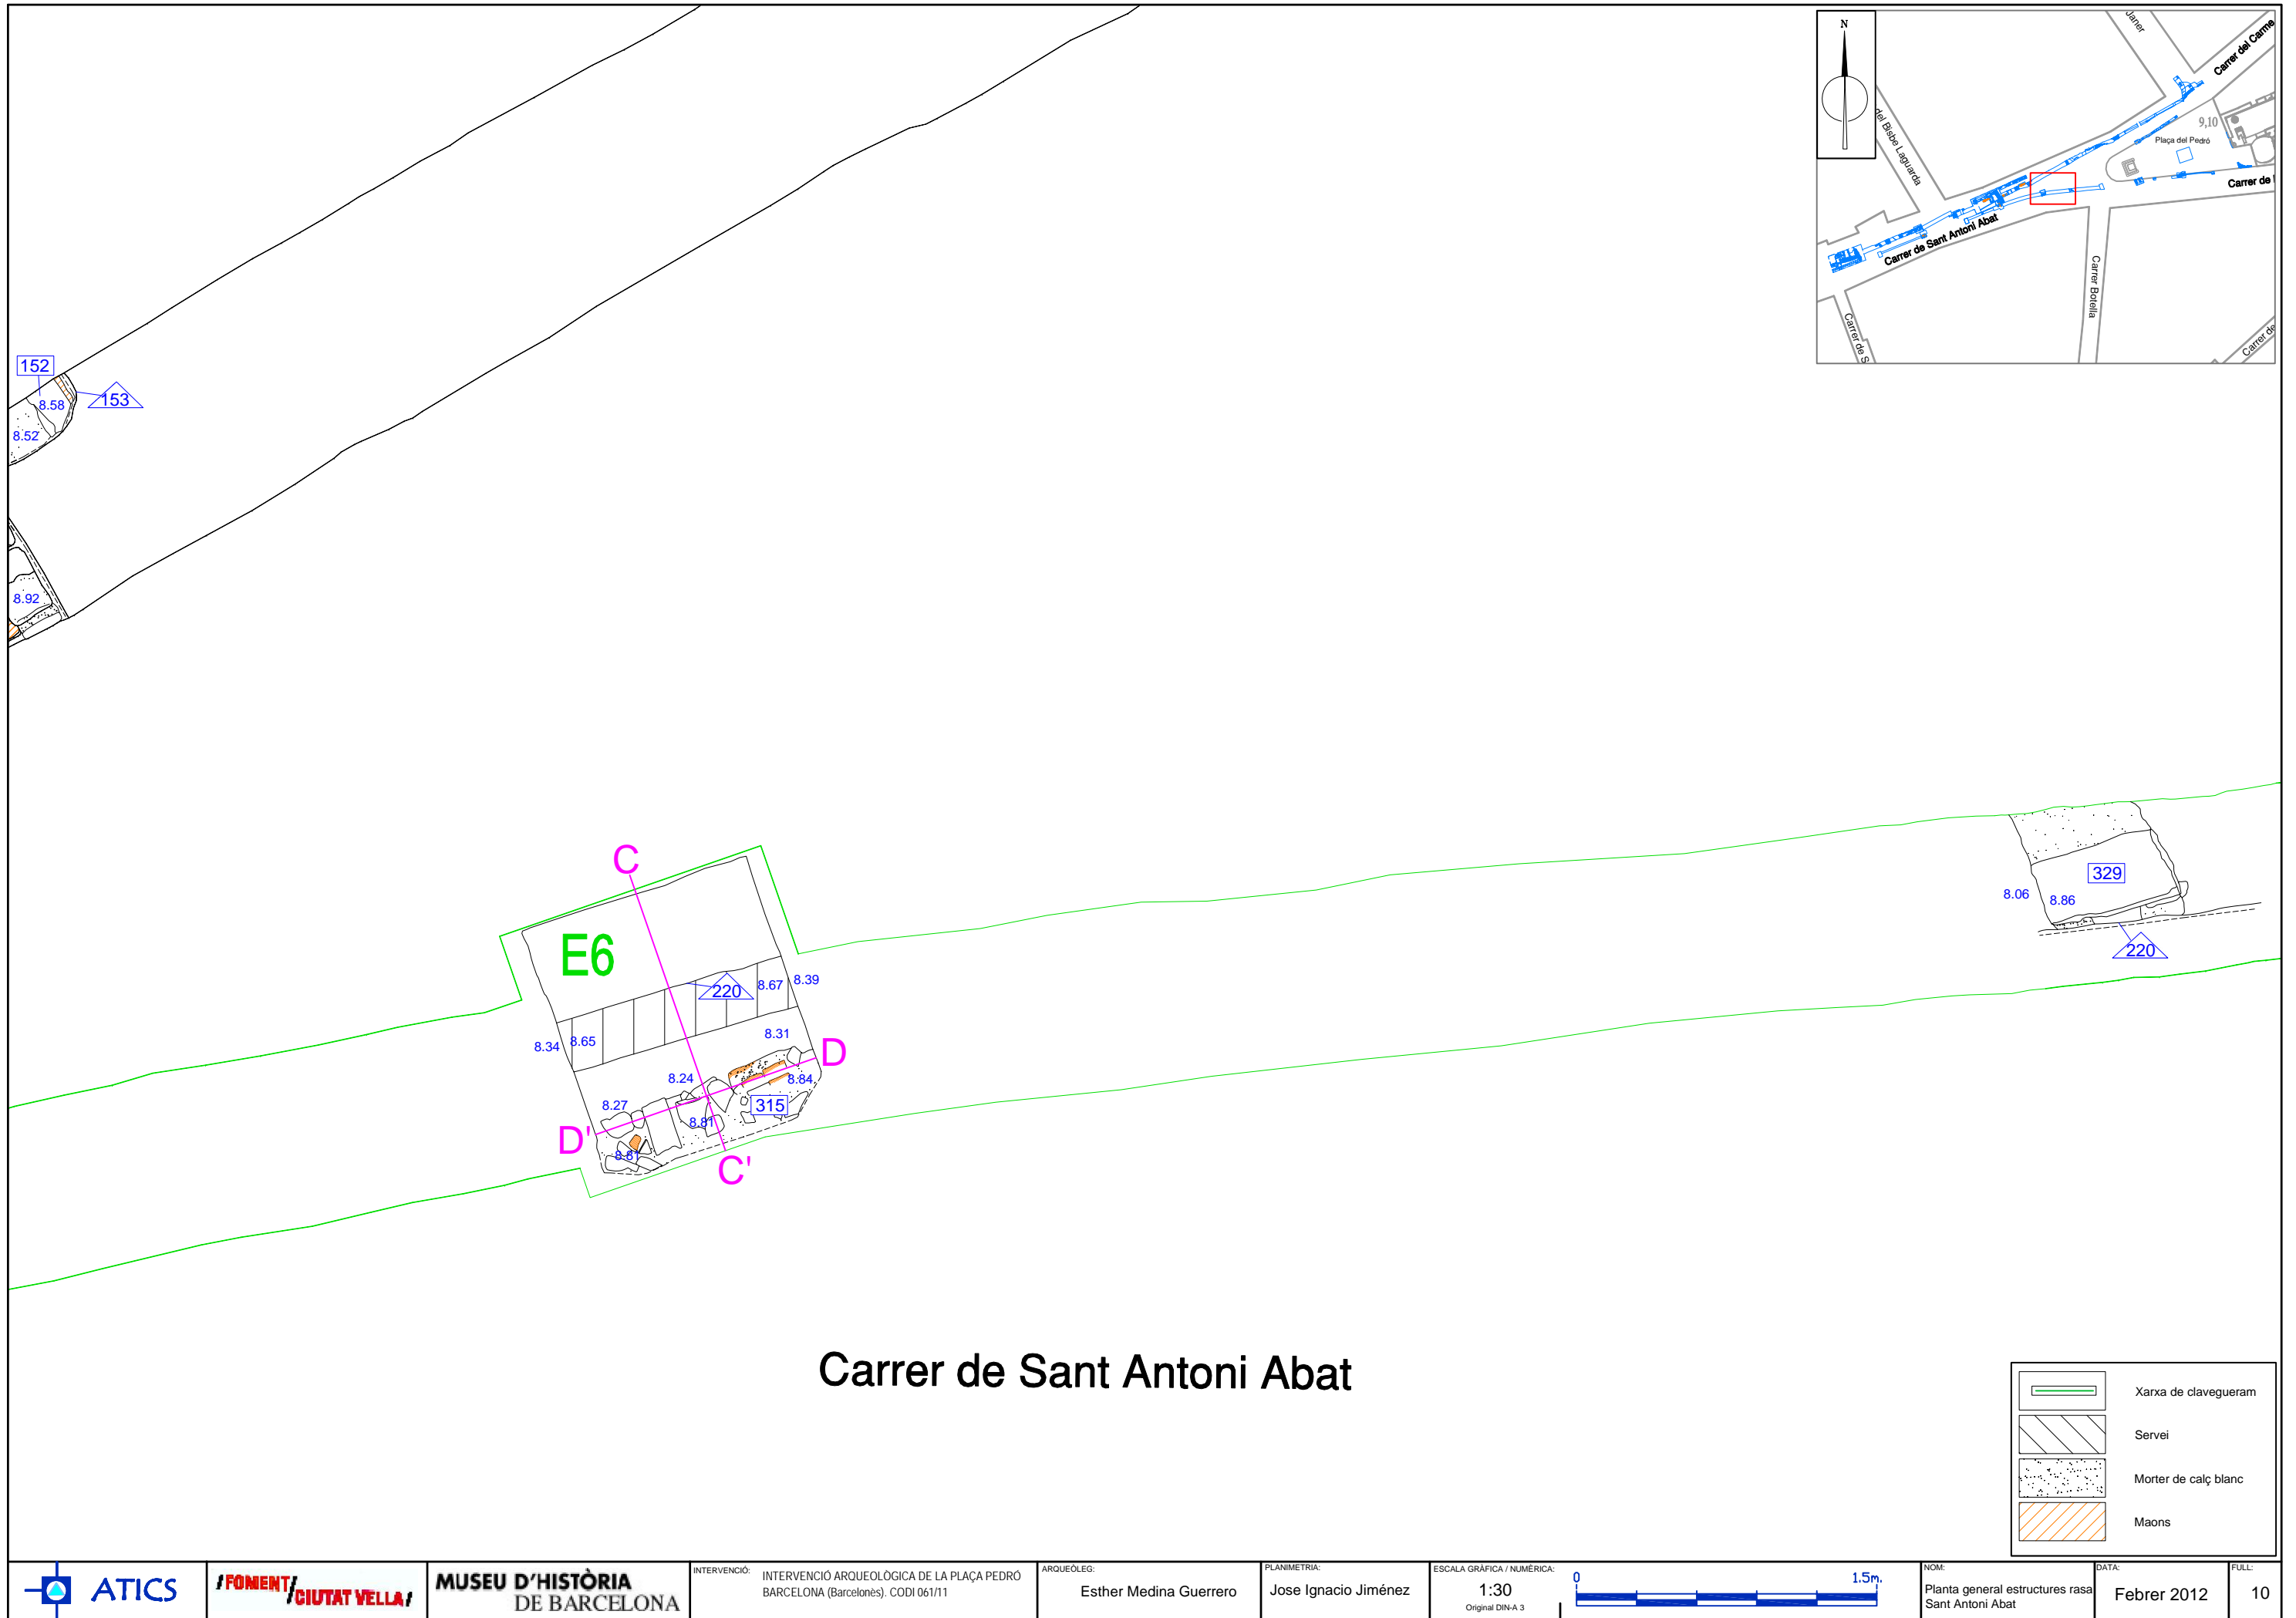 N
Janer
Carrer del Carme
del Bisbe Laguarda
9,10
Plaça del Pedró
Carrer de
Carrer de Sant Antoni Abat
Carrer Botella
Carrer de S
Carrer de
152
8.58
153
8.52
8.92
C
E6
220
8.67
8.39
8.34
8.65
8.31
D
8.24
8.84
8.27
315
8.81
D'
8.81
C'
329
8.06
8.86
220
Carrer de Sant Antoni Abat
Xarxa de clavegueram
Servei
Morter de calç blanc
Maons
ATICS
FOMENT
CIUTAT VELLA
MUSEU D'HISTÒRIA
DE BARCELONA
INTERVENCIÓ:
INTERVENCIÓ ARQUEOLÒGICA DE LA PLAÇA PEDRÓ
BARCELONA (Barcelonès). CODI 061/11
ARQUEÒLEG:
Esther Medina Guerrero
PLANIMETRIA:
Jose Ignacio Jiménez
ESCALA GRÀFICA / NUMÈRICA:
1:30
Original DIN-A 3
0
1.5m.
NOM:
Planta general estructures rasa
Sant Antoni Abat
DATA:
Febrer 2012
FULL:
10